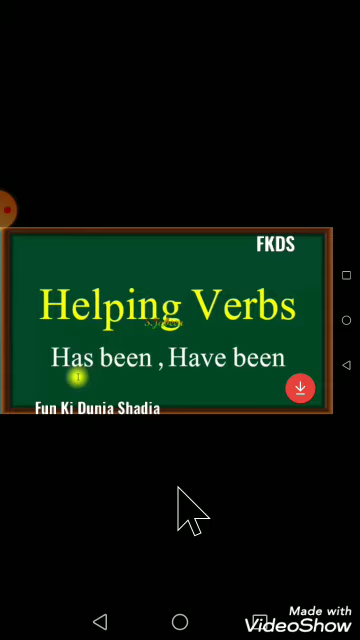 FKDS
Helping Verbs
Has been , Have been
Fun Ki Dunia Shadia
Made with
VideoShow